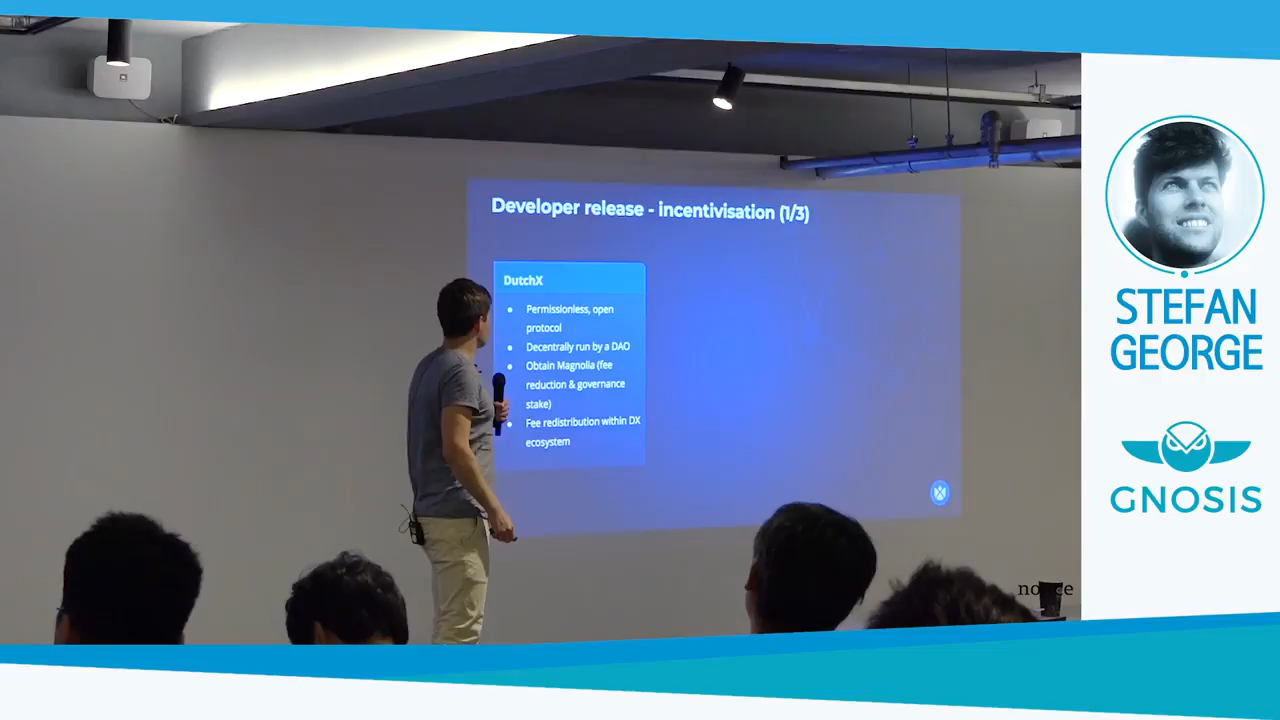 Developer release - incentivisation (1/3)
DutchX
Permissionless, open
protocol
Decentrally run by a DAO
Obtain Magnolia (fee
reduction & governance
stake)
Fee redistribution within DX
ecosystem
STEFAN
GEORGE
GNOSIS